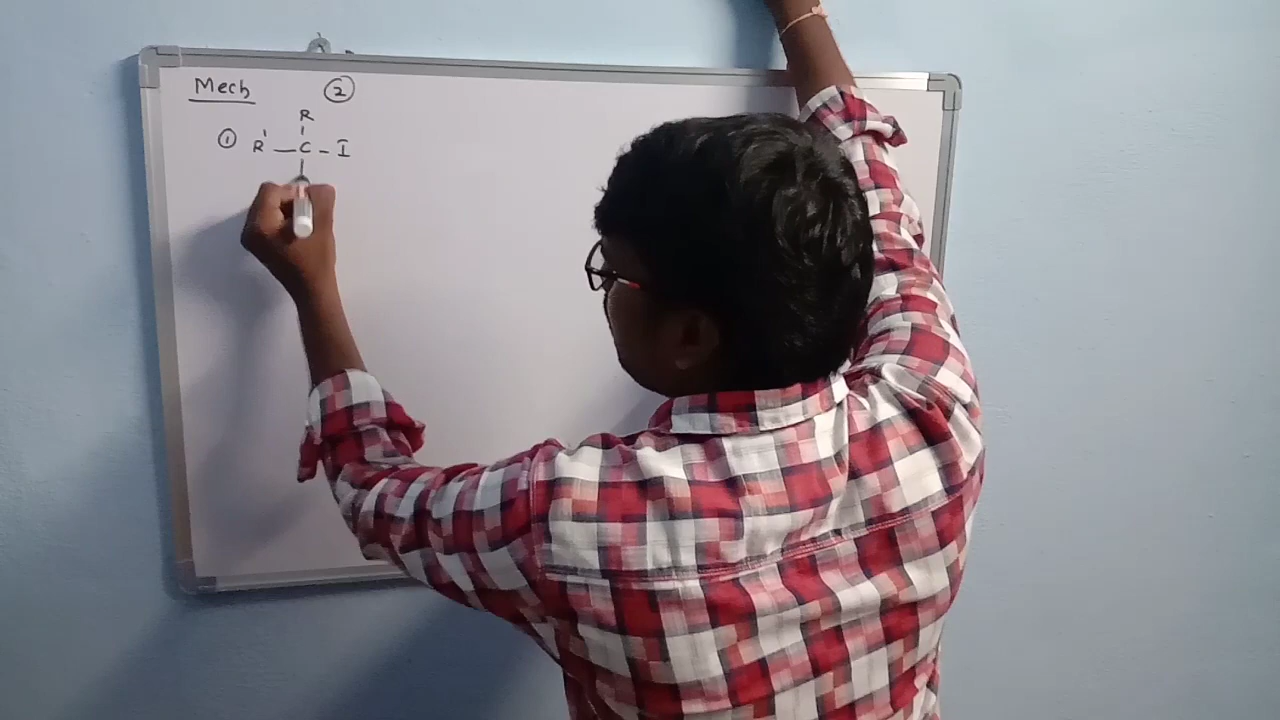 Mech ②
R
① R' — C – I